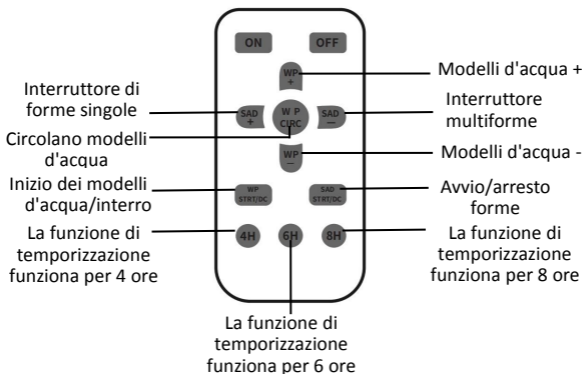 ON
OFF
WP
+
Modelli d'acqua +
Interruttore di
forme singole
SAD
+
W P
CIRC
SAD
−
Interruttore
multiforme
Circolano modelli
d'acqua
WP
−
Modelli d'acqua -
Inizio dei modelli
d'acqua/interro
WP
STRT/DC
SAD
STRT/DC
Avvio/arresto
forme
La funzione di
temporizzazione
funziona per 4 ore
4H
6H
8H
La funzione di
temporizzazione
funziona per 8 ore
La funzione di
temporizzazione
funziona per 6 ore